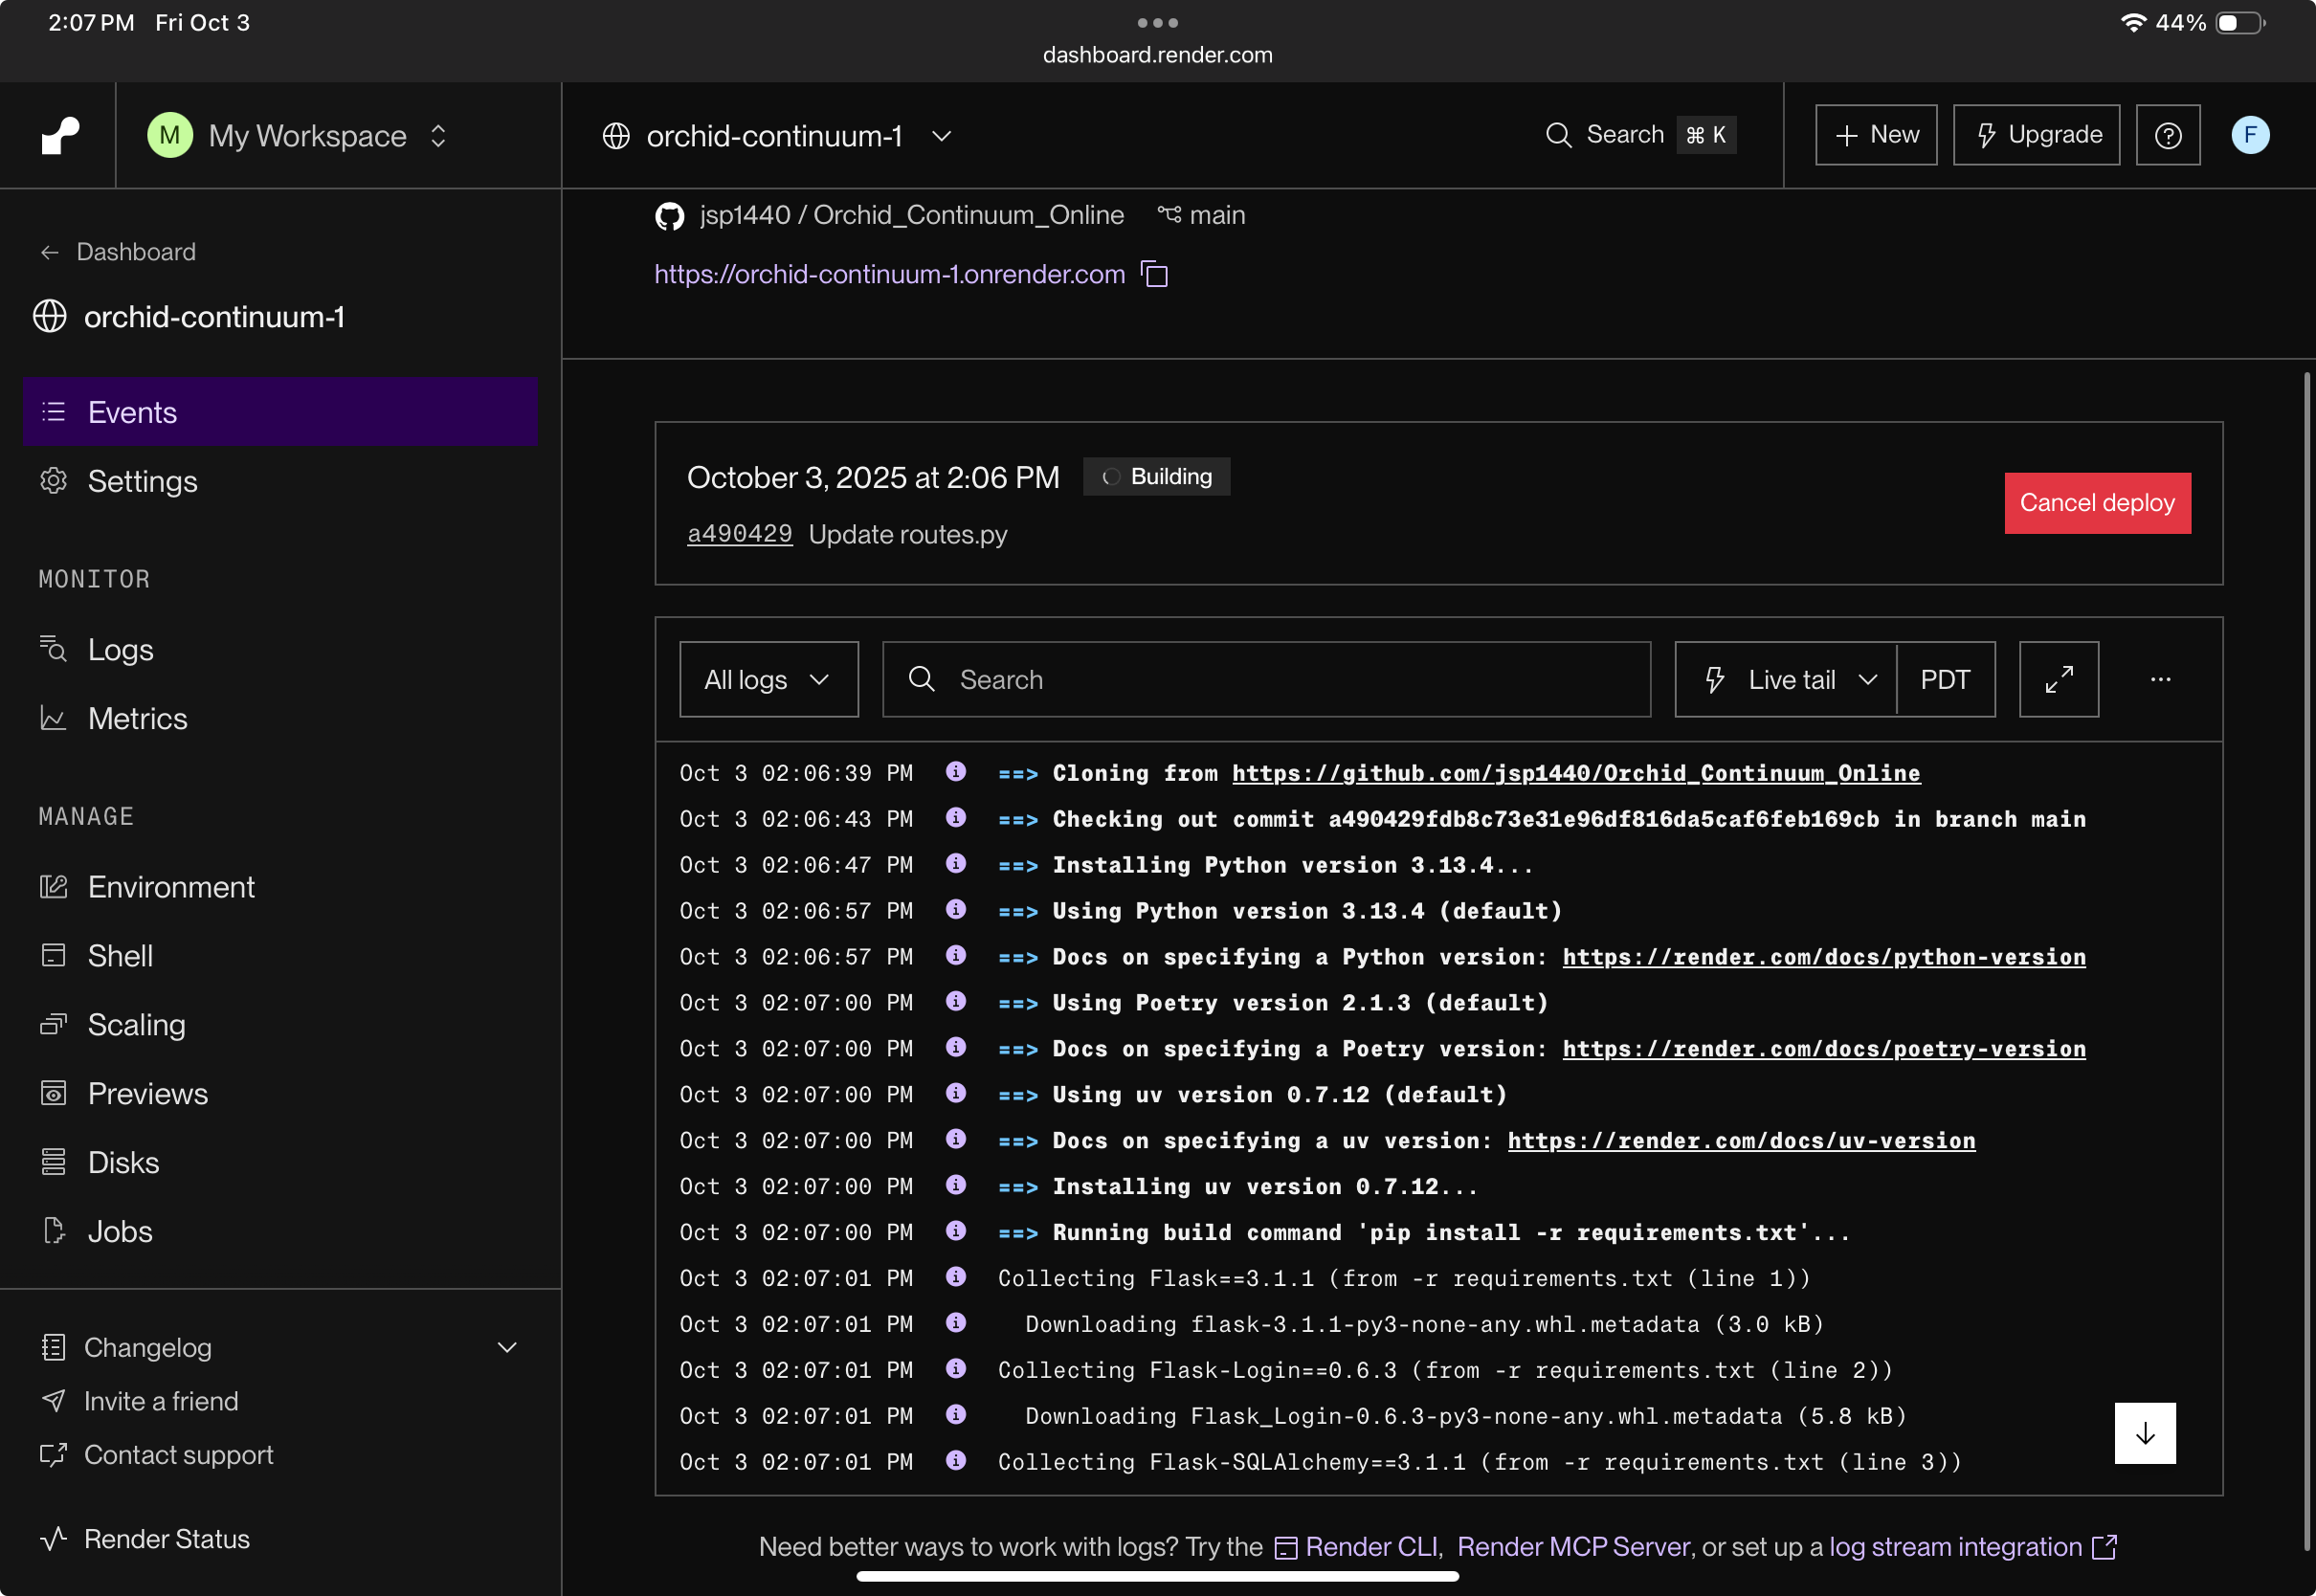 2:07 PM Fri Oct 3
44%
dashboard.render.com
M My Workspace
orchid-continuum-1
Search ⌘ K
+ New
Upgrade
F
Dashboard
orchid-continuum-1
Events
Settings
MONITOR
Logs
Metrics
MANAGE
Environment
Shell
Scaling
Previews
Disks
Jobs
Changelog
Invite a friend
Contact support
Render Status
jsp1440 / Orchid_Continuum_Online main
https://orchid-continuum-1.onrender.com
October 3, 2025 at 2:06 PM Building
a490429 Update routes.py
Cancel deploy
All logs
Search
Live tail
PDT
Oct 3 02:06:39 PM ==> Cloning from https://github.com/jsp1440/Orchid_Continuum_Online
Oct 3 02:06:43 PM ==> Checking out commit a490429fdb8c73e31e96df816da5caf6feb169cb in branch main
Oct 3 02:06:47 PM ==> Installing Python version 3.13.4...
Oct 3 02:06:57 PM ==> Using Python version 3.13.4 (default)
Oct 3 02:06:57 PM ==> Docs on specifying a Python version: https://render.com/docs/python-version
Oct 3 02:07:00 PM ==> Using Poetry version 2.1.3 (default)
Oct 3 02:07:00 PM ==> Docs on specifying a Poetry version: https://render.com/docs/poetry-version
Oct 3 02:07:00 PM ==> Using uv version 0.7.12 (default)
Oct 3 02:07:00 PM ==> Docs on specifying a uv version: https://render.com/docs/uv-version
Oct 3 02:07:00 PM ==> Installing uv version 0.7.12...
Oct 3 02:07:00 PM ==> Running build command 'pip install -r requirements.txt'...
Oct 3 02:07:01 PM Collecting Flask==3.1.1 (from -r requirements.txt (line 1))
Oct 3 02:07:01 PM Downloading flask-3.1.1-py3-none-any.whl.metadata (3.0 kB)
Oct 3 02:07:01 PM Collecting Flask-Login==0.6.3 (from -r requirements.txt (line 2))
Oct 3 02:07:01 PM Downloading Flask_Login-0.6.3-py3-none-any.whl.metadata (5.8 kB)
Oct 3 02:07:01 PM Collecting Flask-SQLAlchemy==3.1.1 (from -r requirements.txt (line 3))
Need better ways to work with logs? Try the Render CLI, Render MCP Server, or set up a log stream integration